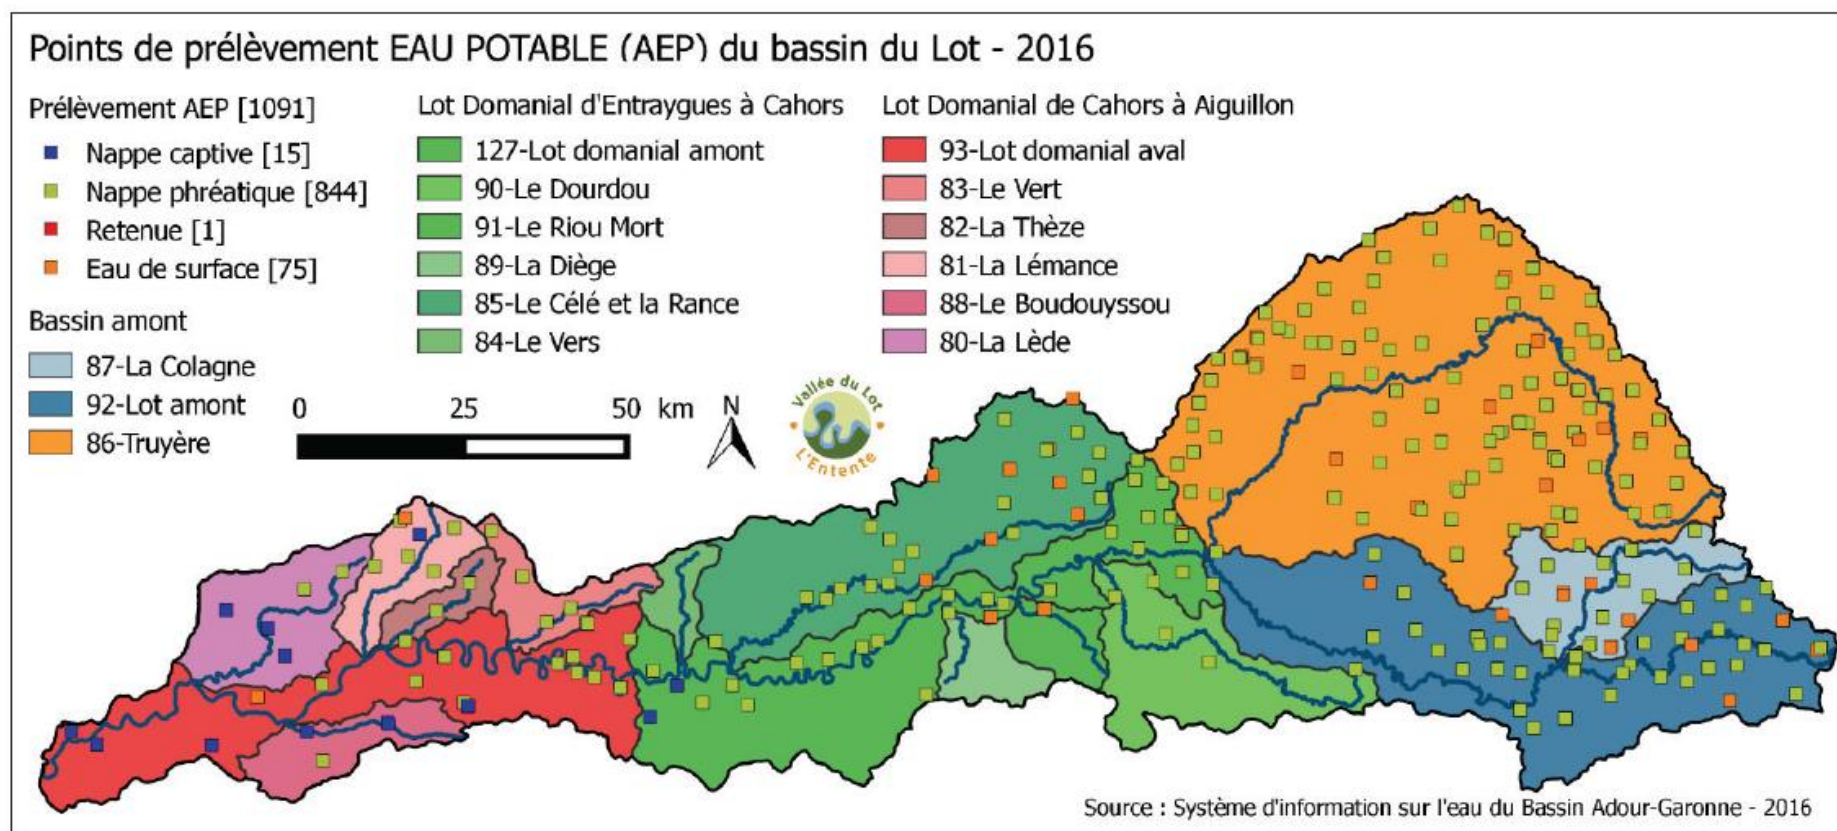 Points de prélèvement EAU POTABLE (AEP) du bassin du Lot - 2016
Prélèvement AEP [1091]
Nappe captive [15]
Nappe phréatique [844]
Retenue [1]
Eau de surface [75]
Bassin amont
87-La Colagne
92-Lot amont
86-Truyère
Lot Domanial d'Entraygues à Cahors
127-Lot domanial amont
90-Le Dourdou
91-Le Riou Mort
89-La Diège
85-Le Célé et la Rance
84-Le Vers
Lot Domanial de Cahors à Aiguillon
93-Lot domanial aval
83-Le Vert
82-La Thèze
81-La Lémance
88-Le Boudouyssou
80-La Lède
0 25 50 km
N
Vallée du Lot
L'Entente
Source : Système d'information sur l'eau du Bassin Adour-Garonne - 2016